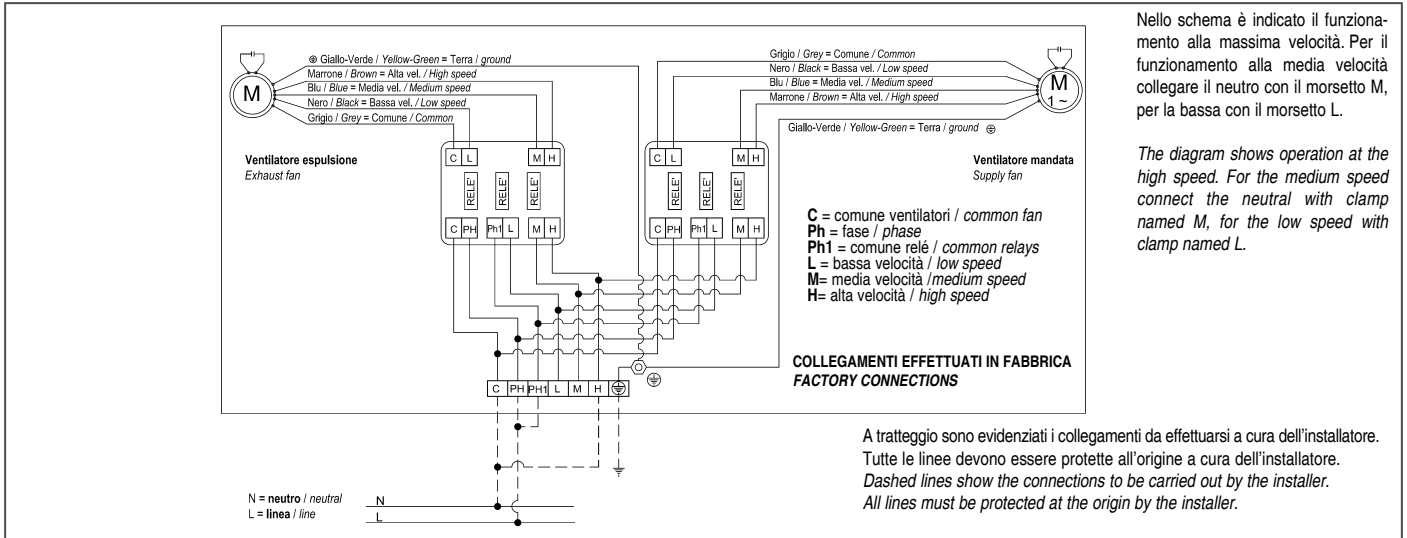 M
⊕ Giallo-Verde / Yellow-Green = Terra / ground
Marrone / Brown = Alta vel. / High speed
Blu / Blue = Media vel. / Medium speed
Nero / Black = Bassa vel. / Low speed
Grigio / Grey = Comune / Common
Grigio / Grey = Comune / Common
Nero / Black = Bassa vel. / Low speed
Blu / Blue = Media vel. / Medium speed
Marrone / Brown = Alta vel. / High speed
Giallo-Verde / Yellow-Green = Terra / ground ⊕
M
1 ~
Ventilatore espulsione
Exhaust fan
C L M H
RELE' RELE' RELE'
C PH Ph1 L M H
C L M H
RELE' RELE' RELE'
C PH Ph1 L M H
Ventilatore mandata
Supply fan
C = comune ventilatori / common fan
Ph = fase / phase
Ph1 = comune relé / common relays
L = bassa velocità / low speed
M= media velocità /medium speed
H= alta velocità / high speed
COLLEGAMENTI EFFETTUATI IN FABBRICA
FACTORY CONNECTIONS
C PH PH1 L M H
N = neutro / neutral
L = linea / line
N
L
Nello schema è indicato il funziona-
mento alla massima velocità. Per il
funzionamento alla media velocità
collegare il neutro con il morsetto M,
per la bassa con il morsetto L.
The diagram shows operation at the
high speed. For the medium speed
connect the neutral with clamp
named M, for the low speed with
clamp named L.
A tratteggio sono evidenziati i collegamenti da effettuarsi a cura dell'installatore.
Tutte le linee devono essere protette all'origine a cura dell'installatore.
Dashed lines show the connections to be carried out by the installer.
All lines must be protected at the origin by the installer.